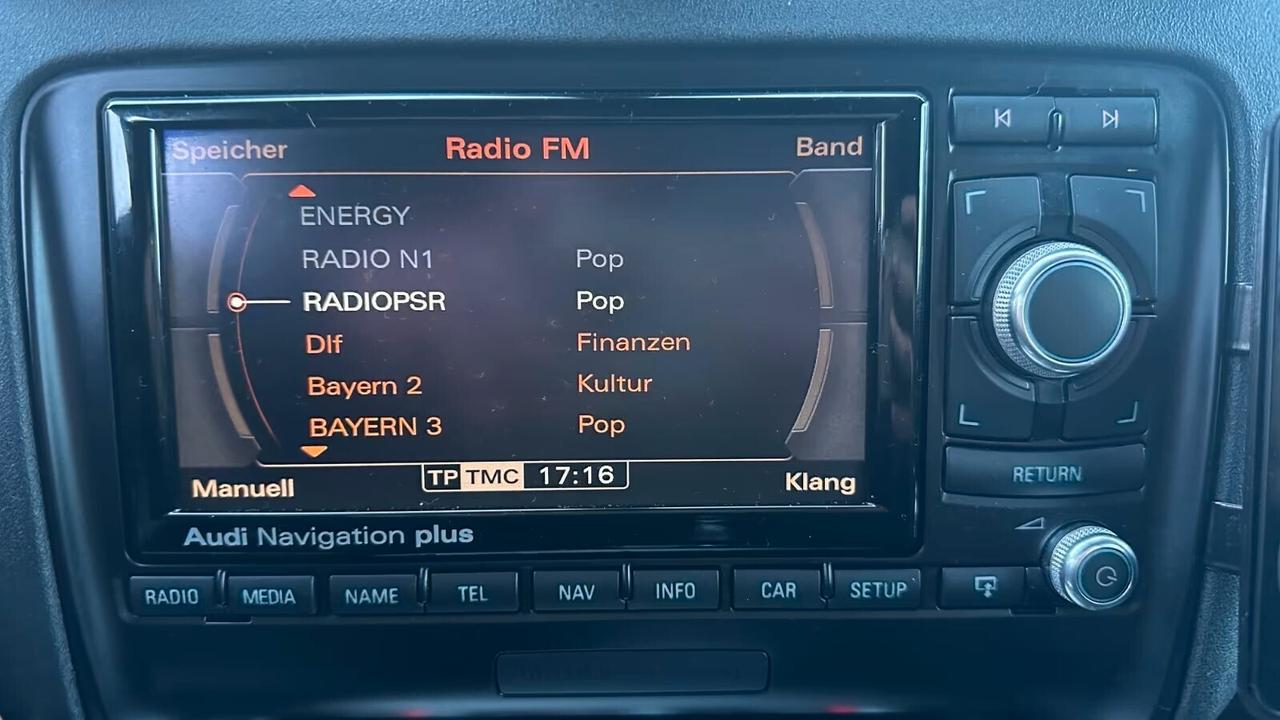 Speicher Radio FM Band
ENERGY
RADIO N1 Pop
RADIOPSR Pop
Dlf Finanzen
Bayern 2 Kultur
BAYERN 3 Pop
Manuell TP TMC 17:16 Klang
Audi Navigation plus
RETURN
RADIO MEDIA NAME TEL NAV INFO CAR SETUP